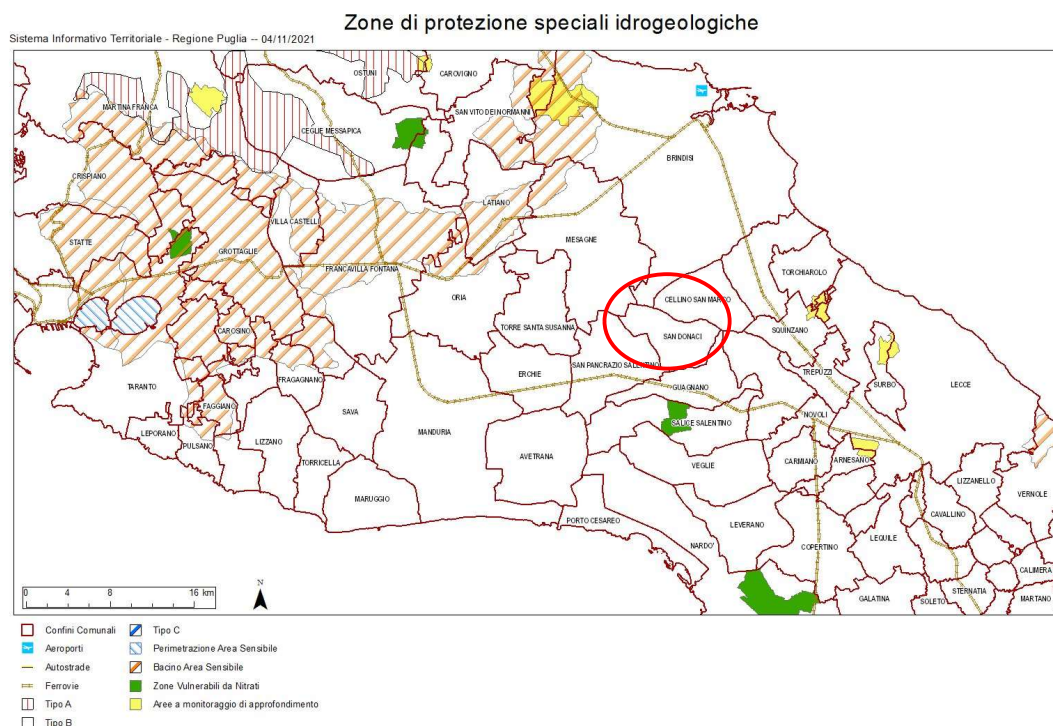 Zone di protezione speciali idrogeologiche
Sistema Informativo Territoriale - Regione Puglia -- 04/11/2021
OSTUNI
CAROVIGNO
MARTINA FRANCA
SAN VITO DEI NORMANNI
CEGLIE MESSAPICA
BRINDISI
CRISPIANO
LATIANO
VILLA CASTELLI
STATTE
GROTTAGLIE
MESAGNE
FRANCAVILLA FONTANA
TORCHIAROLO
ORIA
CELLINO SAN MARCO
CAROSINO
TORRE SANTA SUSANNA
SQUINZANO
SAN DONACI
SAN PANCRAZIO SALENTINO
ERCHIE
TREPUZZI
FRAGAGNANO
TARANTO
GUAGNANO
SURBO
LECCE
FAGGIANO
SAVA
NOVOLI
LEPORANO
MANDURIA
SALICE SALENTINO
PULSANO
LIZZANO
AVETRANA
CARMIANO
ARNESANO
TORRICELLA
VEGLIE
LIZZANELLO
VERNOLE
MARUGGIO
CAVALLINO
PORTO CESAREO
LEVERANO
LEQUILE
NARDO'
COPERTINO
CALIMERA
STERNATIA
GALATINA
SOLETO
MARTANO
0 4 8 16 km
N
Confini Comunali
Aeroporti
Autostrade
Ferrovie
Tipo A
Tipo B
Tipo C
Perimetrazione Area Sensibile
Bacino Area Sensibile
Zone Vulnerabili da Nitrati
Aree a monitoraggio di approfondimento